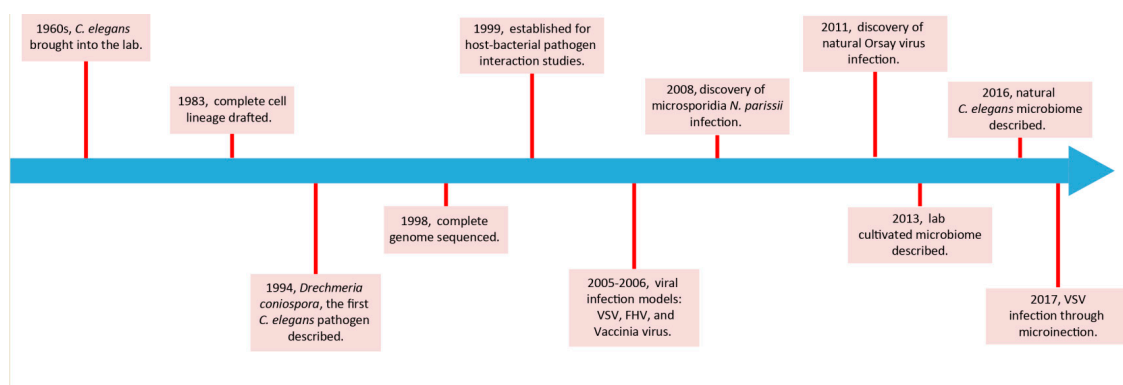 1960s, C. elegans
brought into the lab.
1983, complete cell
lineage drafted.
1994, Drechmeria
coniospora, the first
C. elegans pathogen
described.
1998, complete
genome sequenced.
1999, established for
host-bacterial pathogen
interaction studies.
2005-2006, viral
infection models:
VSV, FHV, and
Vaccinia virus.
2008, discovery of
microsporidia N. parissii
infection.
2011, discovery of
natural Orsay virus
infection.
2013, lab
cultivated microbiome
described.
2016, natural
C. elegans microbiome
described.
2017, VSV
infection through
microinection.